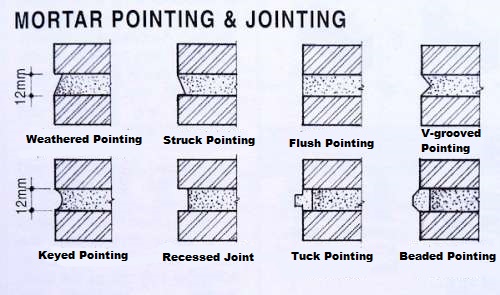 MORTAR POINTING & JOINTING
12mm
Weathered Pointing
Struck Pointing
Flush Pointing
V-grooved
Pointing
12mm
Keyed Pointing
Recessed Joint
Tuck Pointing
Beaded Pointing